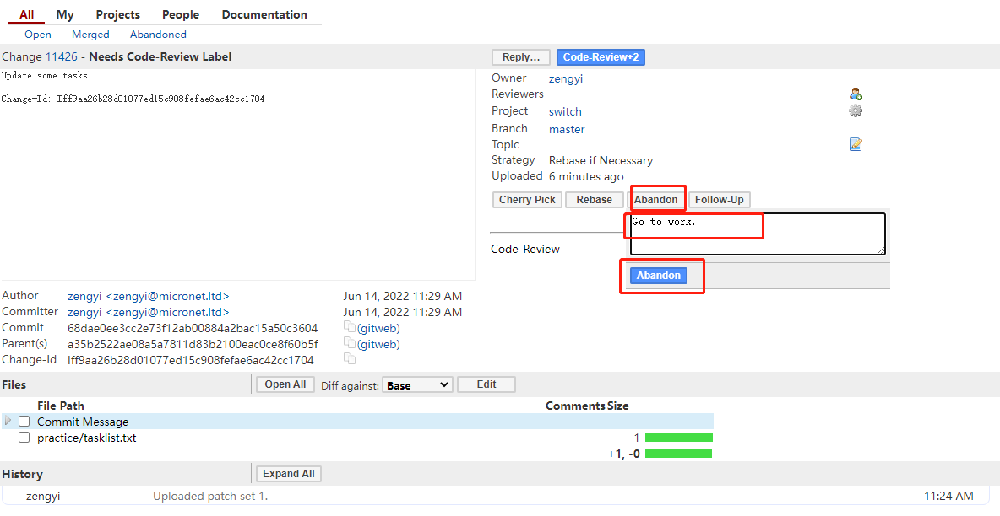 All My Projects People Documentation
Open Merged Abandoned
Change 11426 - Needs Code-Review Label
Reply... Code-Review+2
Update some tasks
Change-Id: Iff9aa26b28d01077ed15c908fefae6ac42cc1704
Owner zengyi
Reviewers
Project switch
Branch master
Topic
Strategy Rebase if Necessary
Uploaded 6 minutes ago
Cherry Pick Rebase Abandon Follow-Up
Go to work.
Code-Review
Abandon
Author zengyi <zengyi@micronet.ltd> Jun 14, 2022 11:29 AM
Committer zengyi <zengyi@micronet.ltd> Jun 14, 2022 11:29 AM
Commit 68dae0ee3cc2e73f12ab00884a2bac15a50c3604 (gitweb)
Parent(s) a35b2522ae08a5a7811d83b2100eac0ce8f60b5f (gitweb)
Change-Id Iff9aa26b28d01077ed15c908fefae6ac42cc1704
Files Open All Diff against: Base Edit
File Path Comments Size
Commit Message
practice/tasklist.txt 1
+1, -0
History Expand All
zengyi Uploaded patch set 1. 11:24 AM